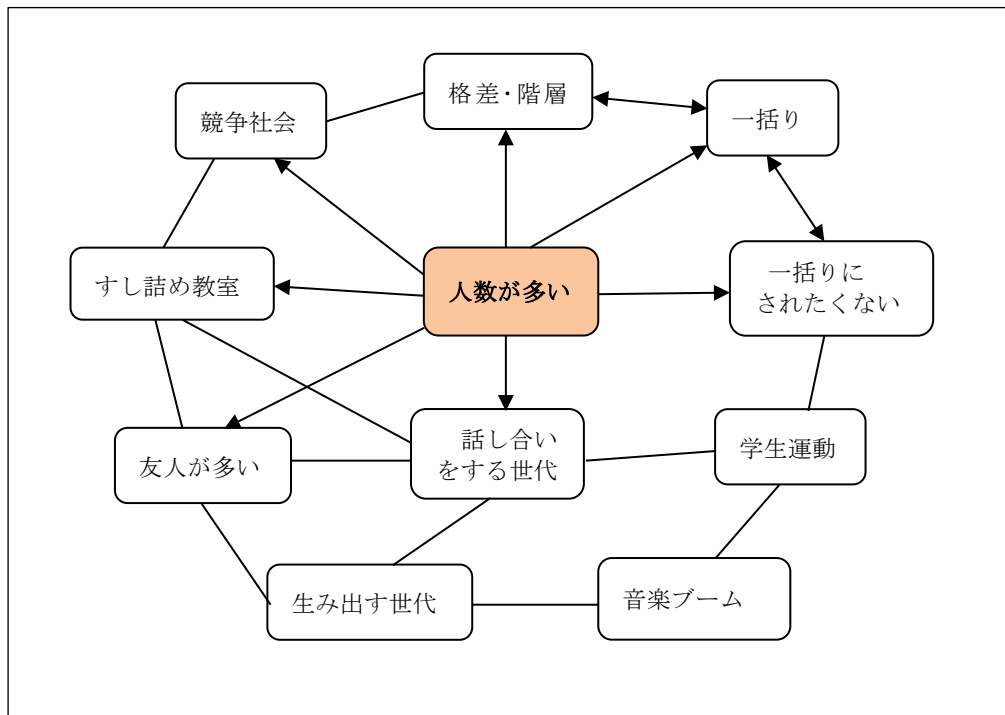 格差・階層
競争社会
一括り
すし詰め教室
人数が多い
一括りに
されたくない
友人が多い
話し合い
をする世代
学生運動
生み出す世代
音楽ブーム